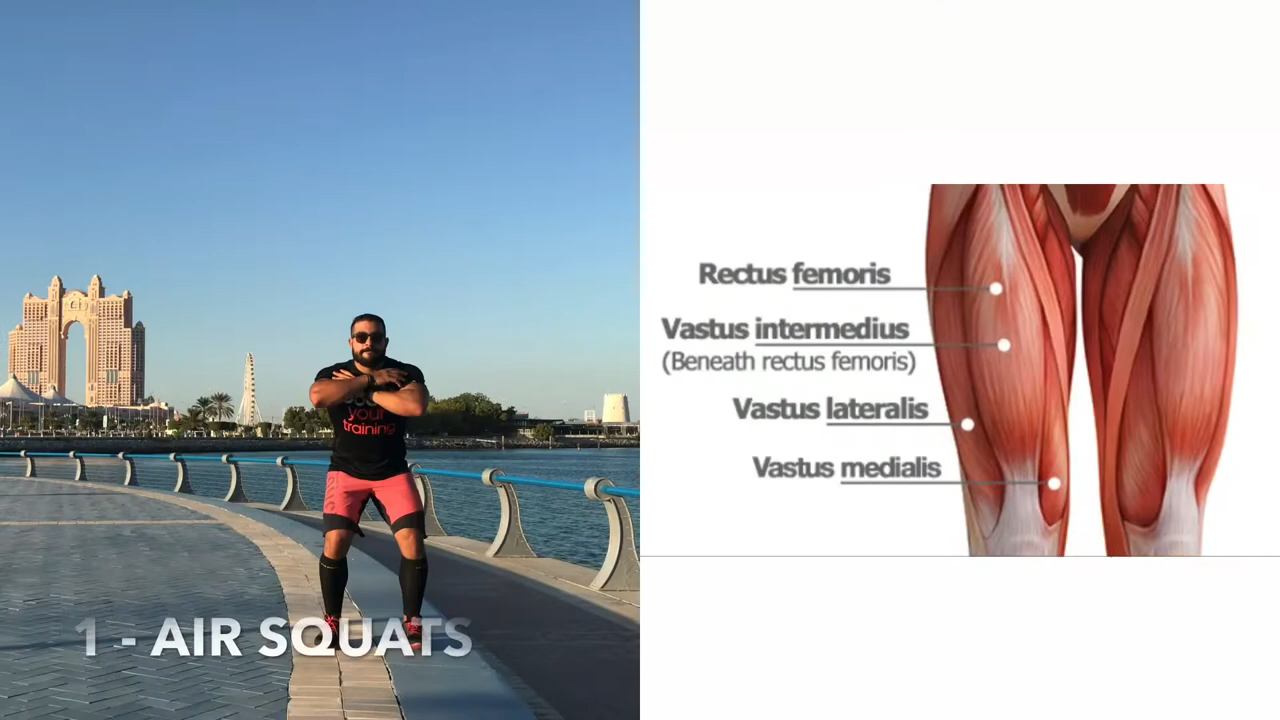 your
training
1 - AIR SQUATS
Rectus femoris
Vastus intermedius
(Beneath rectus femoris)
Vastus lateralis
Vastus medialis